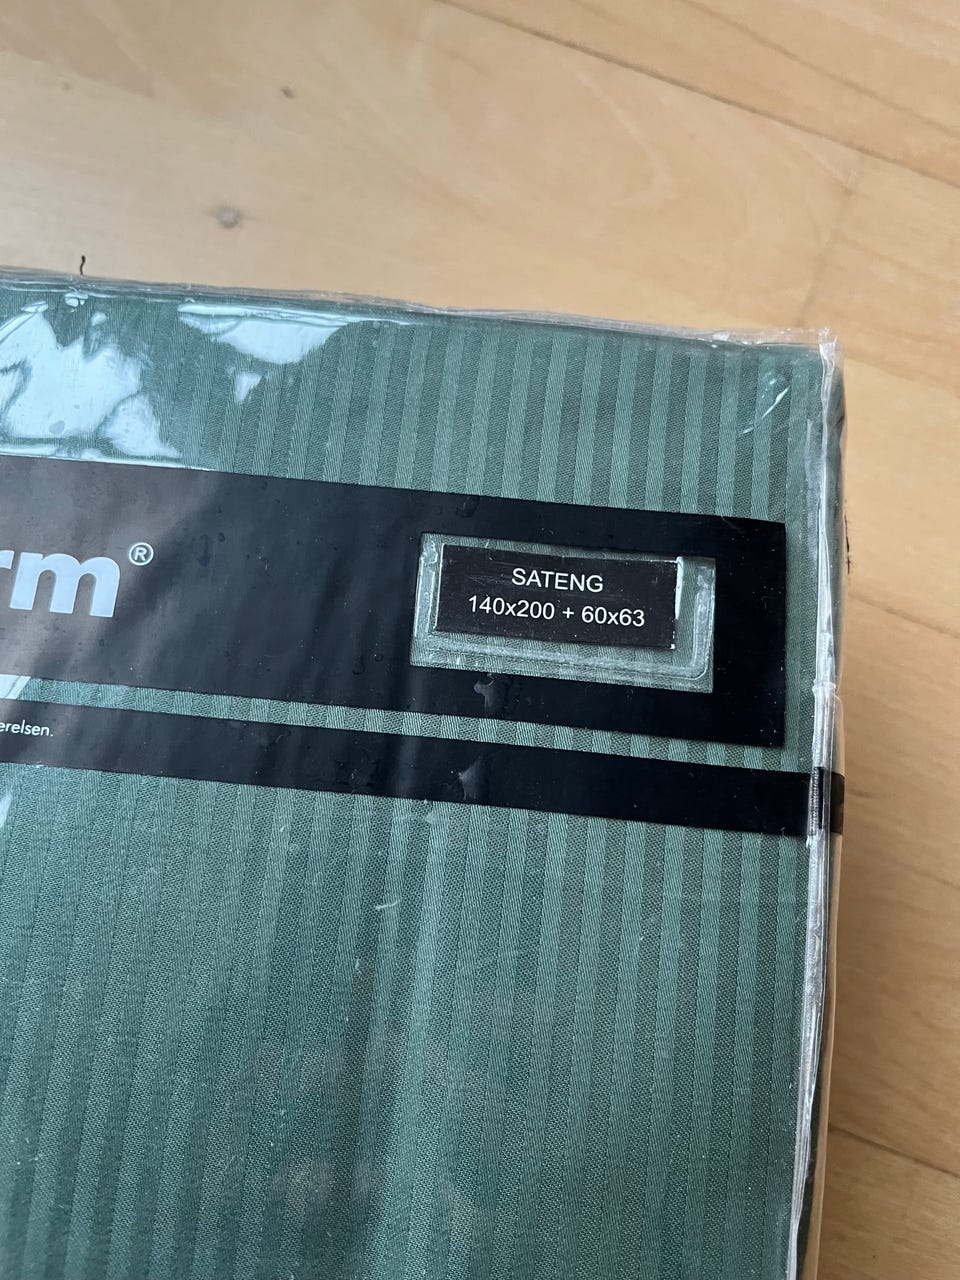 rm®
SATENG
140x200 + 60x63
erelsen.